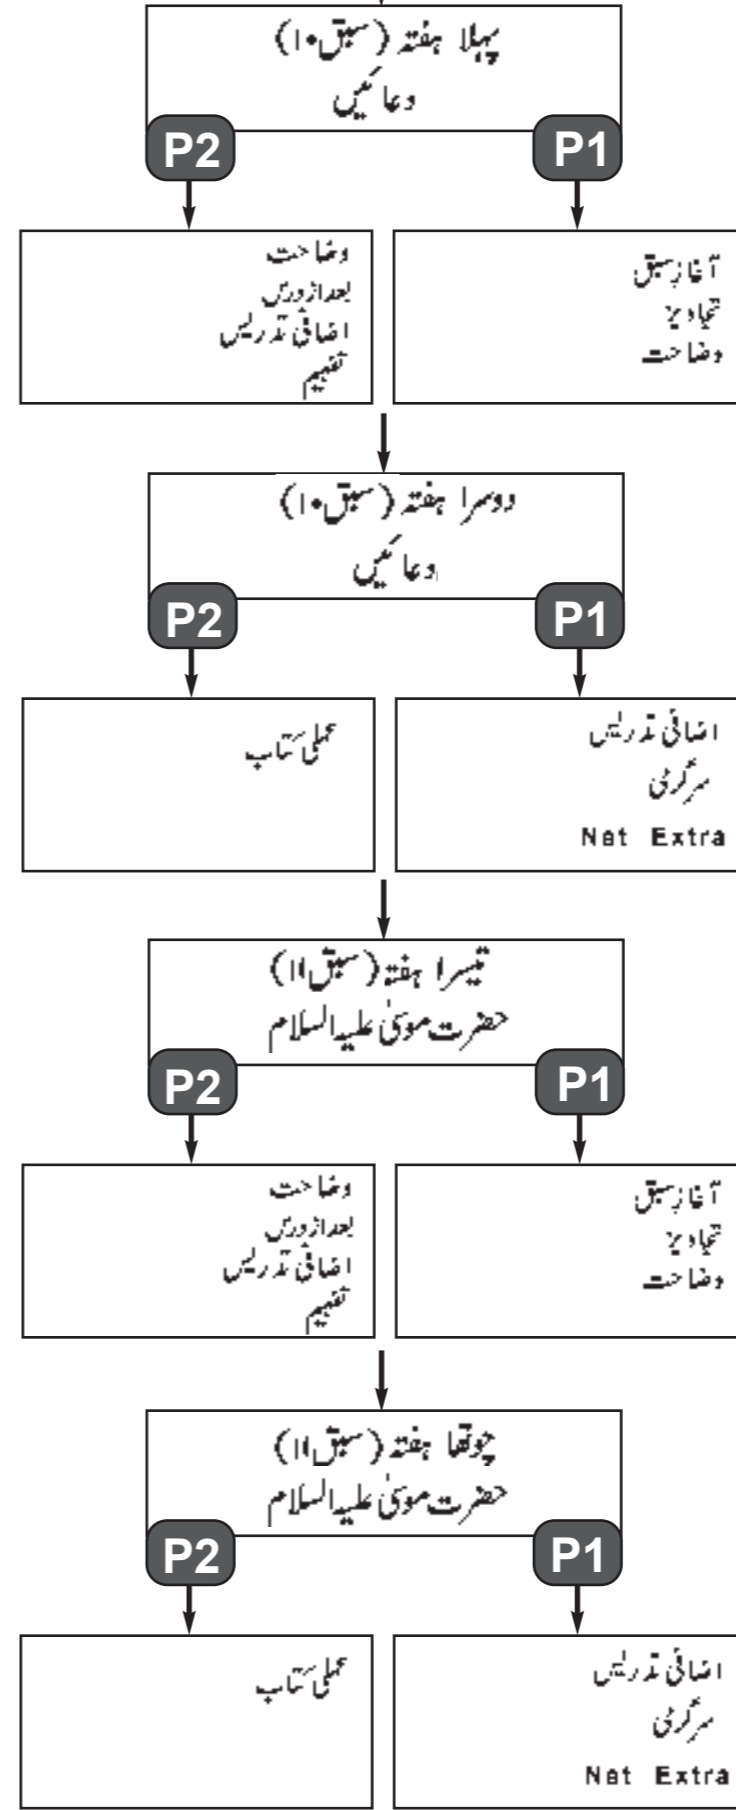 پہلا ہفتہ (سبق ۱۰)
دعائیں
P1
P2
آغازِ سبق
تجاویز
وضاحت
وضاحت
بعد از درس
اضافی تدریس
تفہیم
دوسرا ہفتہ (سبق ۱۰)
دعائیں
P1
P2
اضافی تدریس
سرگرمی
Net Extra
عملی کتاب
تیسرا ہفتہ (سبق ۱۱)
حضرت موسیٰ علیہ السلام
P1
P2
آغازِ سبق
تجاویز
وضاحت
وضاحت
بعد از درس
اضافی تدریس
تفہیم
چوتھا ہفتہ (سبق ۱۱)
حضرت موسیٰ علیہ السلام
P1
P2
اضافی تدریس
سرگرمی
Net Extra
عملی کتاب